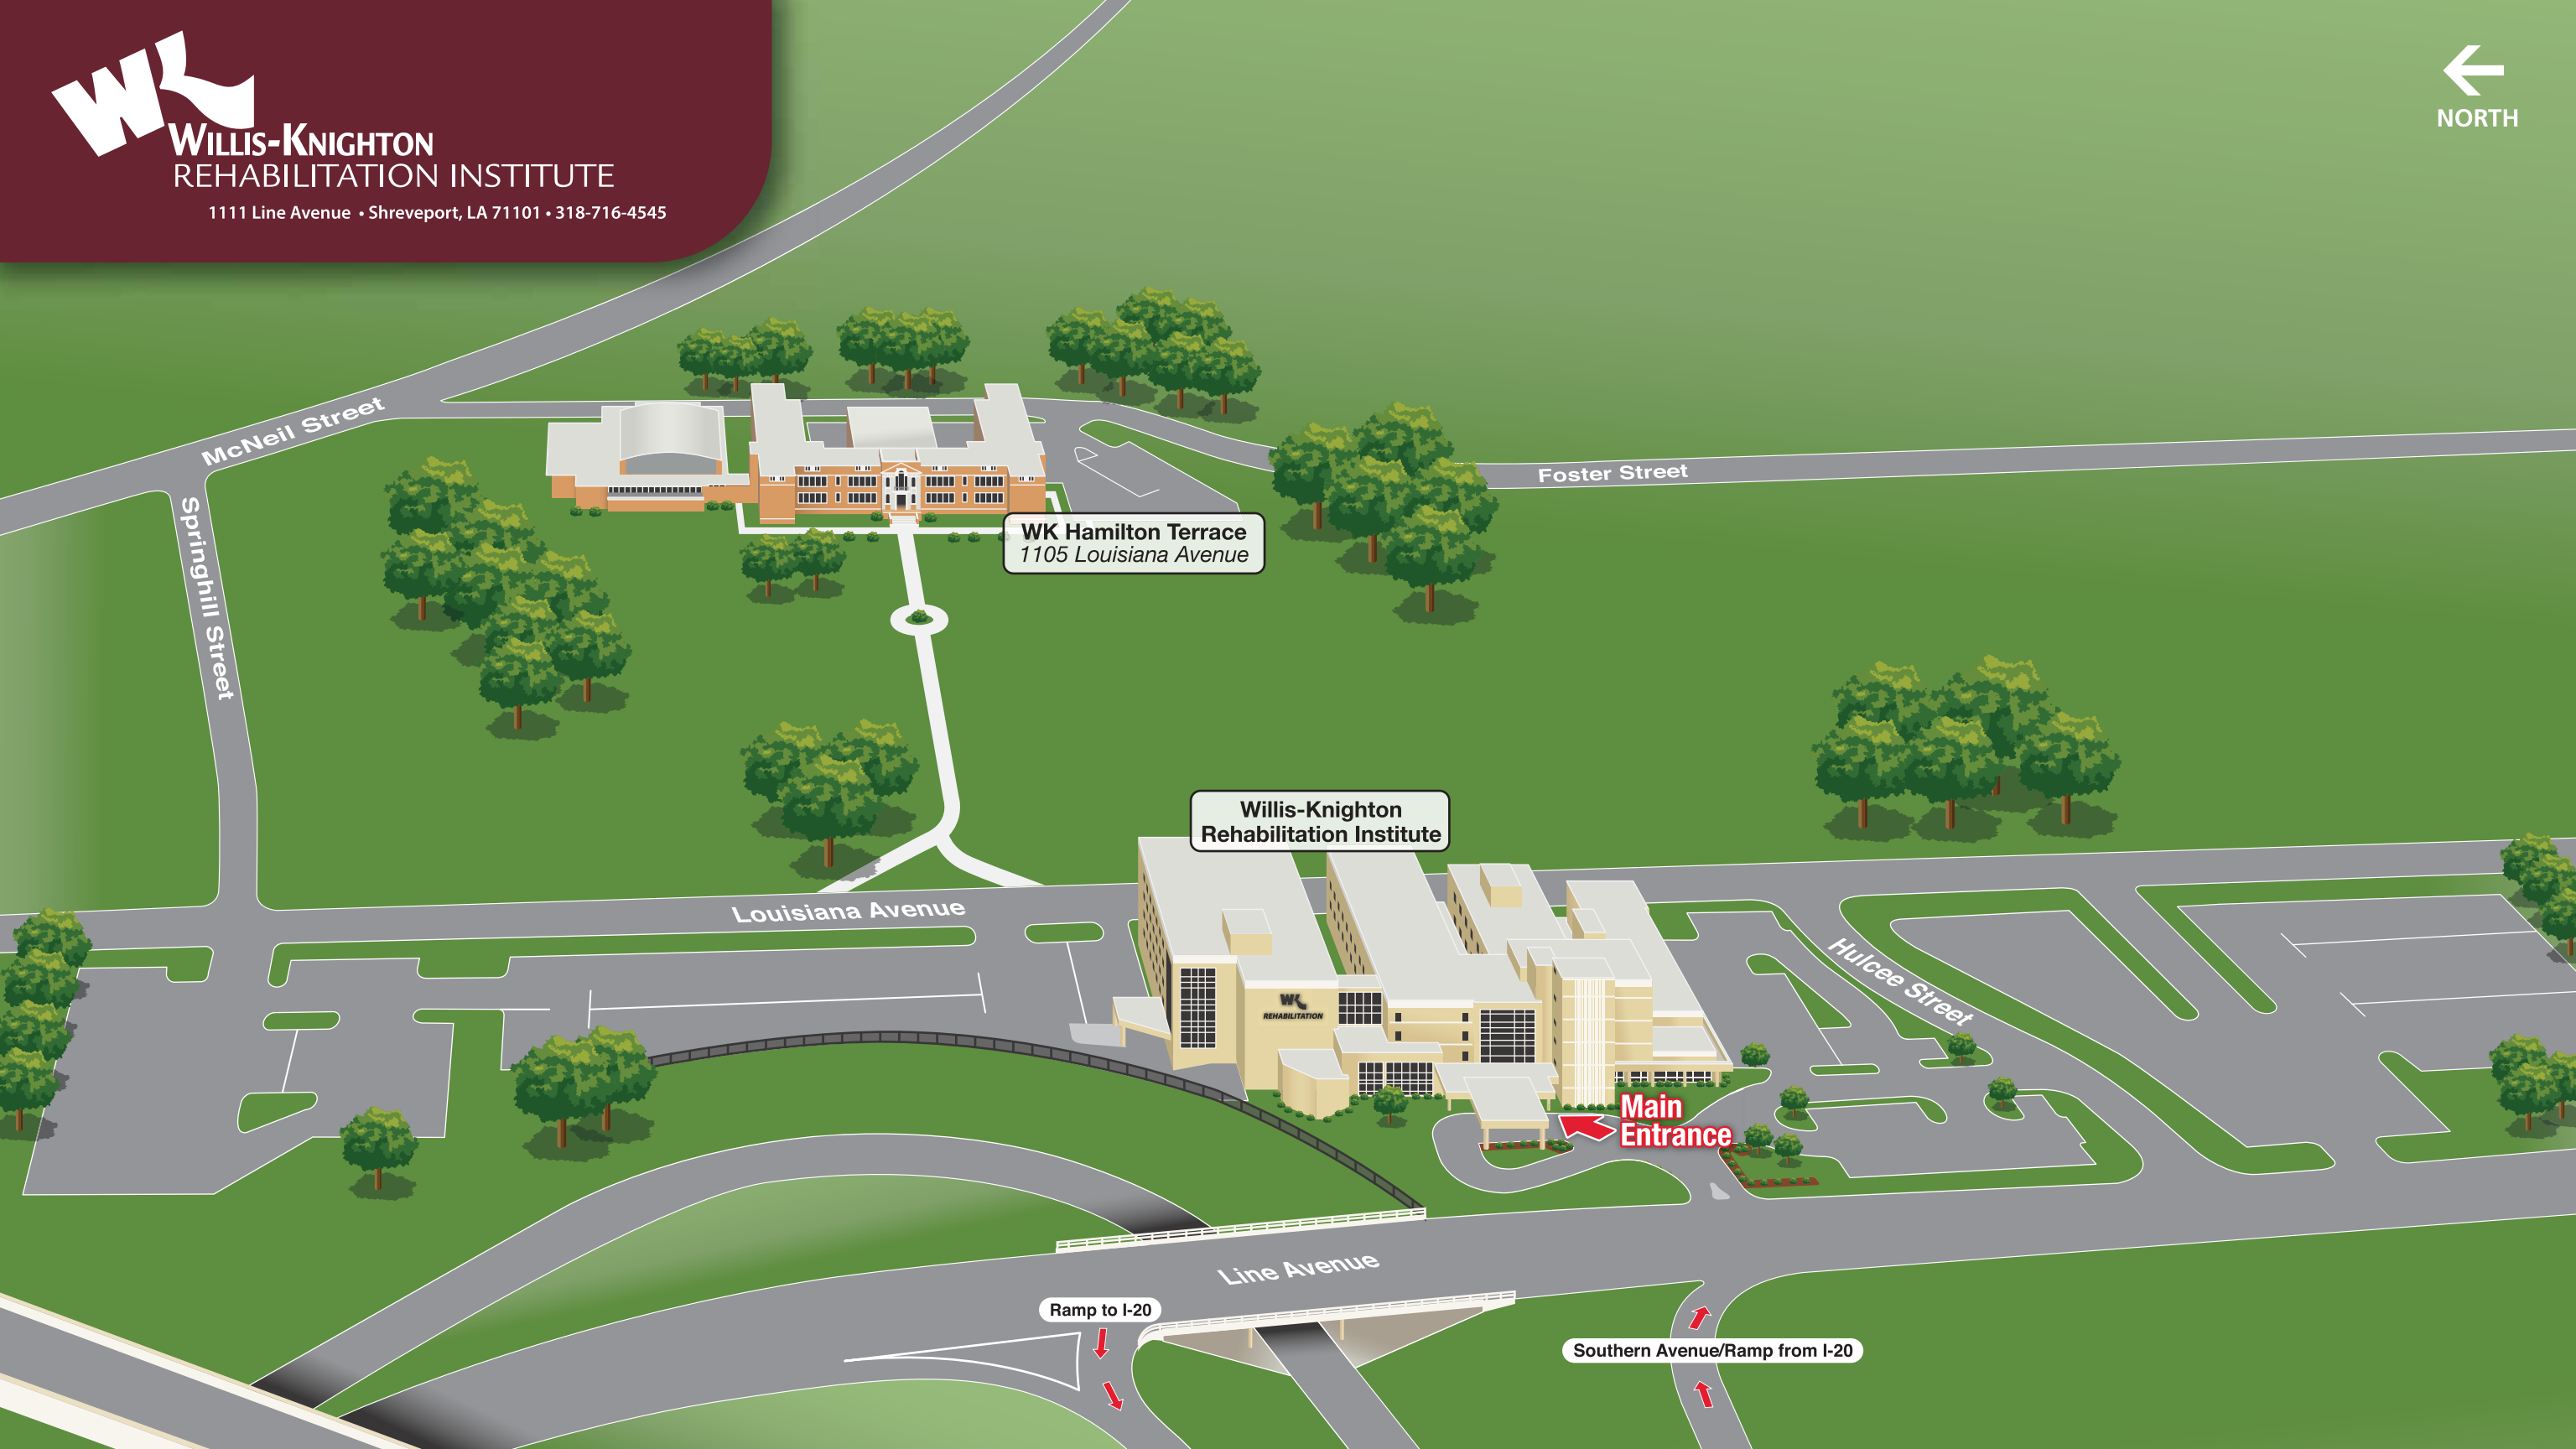 WK
WILLIS-KNIGHTON
REHABILITATION INSTITUTE
1111 Line Avenue • Shreveport, LA 71101 • 318-716-4545
NORTH
McNeil Street
Foster Street
Springhill Street
WK Hamilton Terrace
1105 Louisiana Avenue
Willis-Knighton
Rehabilitation Institute
Louisiana Avenue
Hulcee Street
WK
REHABILITATION
Main
Entrance
Line Avenue
Ramp to I-20
Southern Avenue/Ramp from I-20